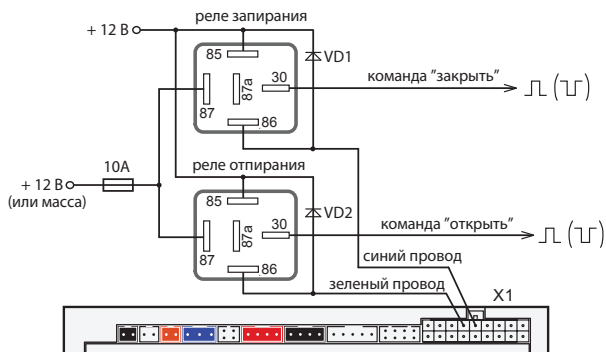 реле запирания
+ 12 В
85
VD1
30
87a
87
86
команда "закрыть"
реле отпирания
10А
+ 12 В
(или масса)
85
VD2
30
87a
87
86
команда "открыть"
синий провод
зеленый провод
X1